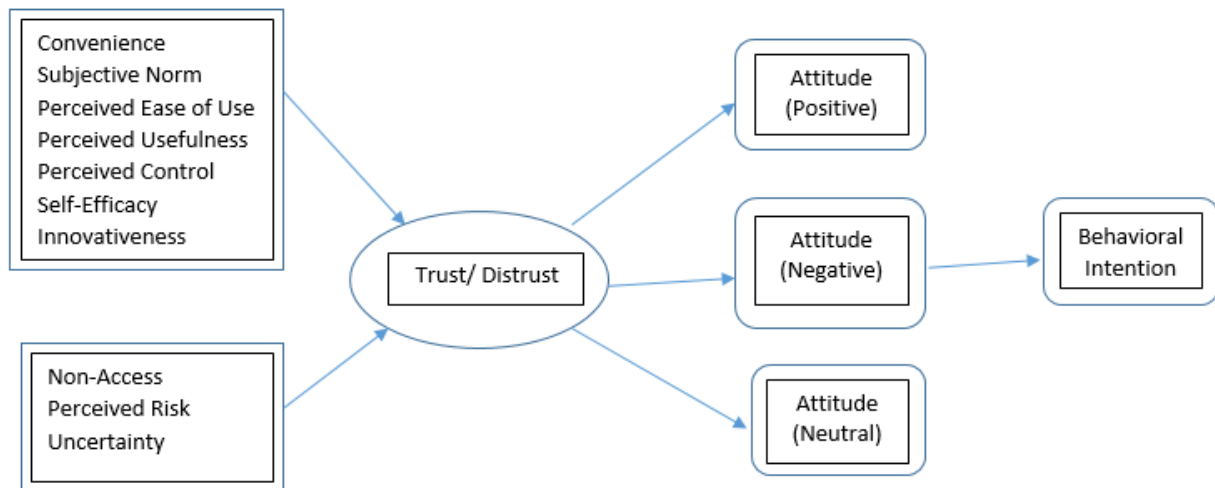 Convenience
Subjective Norm
Perceived Ease of Use
Perceived Usefulness
Perceived Control
Self-Efficacy
Innovativeness
Non-Access
Perceived Risk
Uncertainty
Trust/ Distrust
Attitude
(Positive)
Attitude
(Negative)
Attitude
(Neutral)
Behavioral
Intention